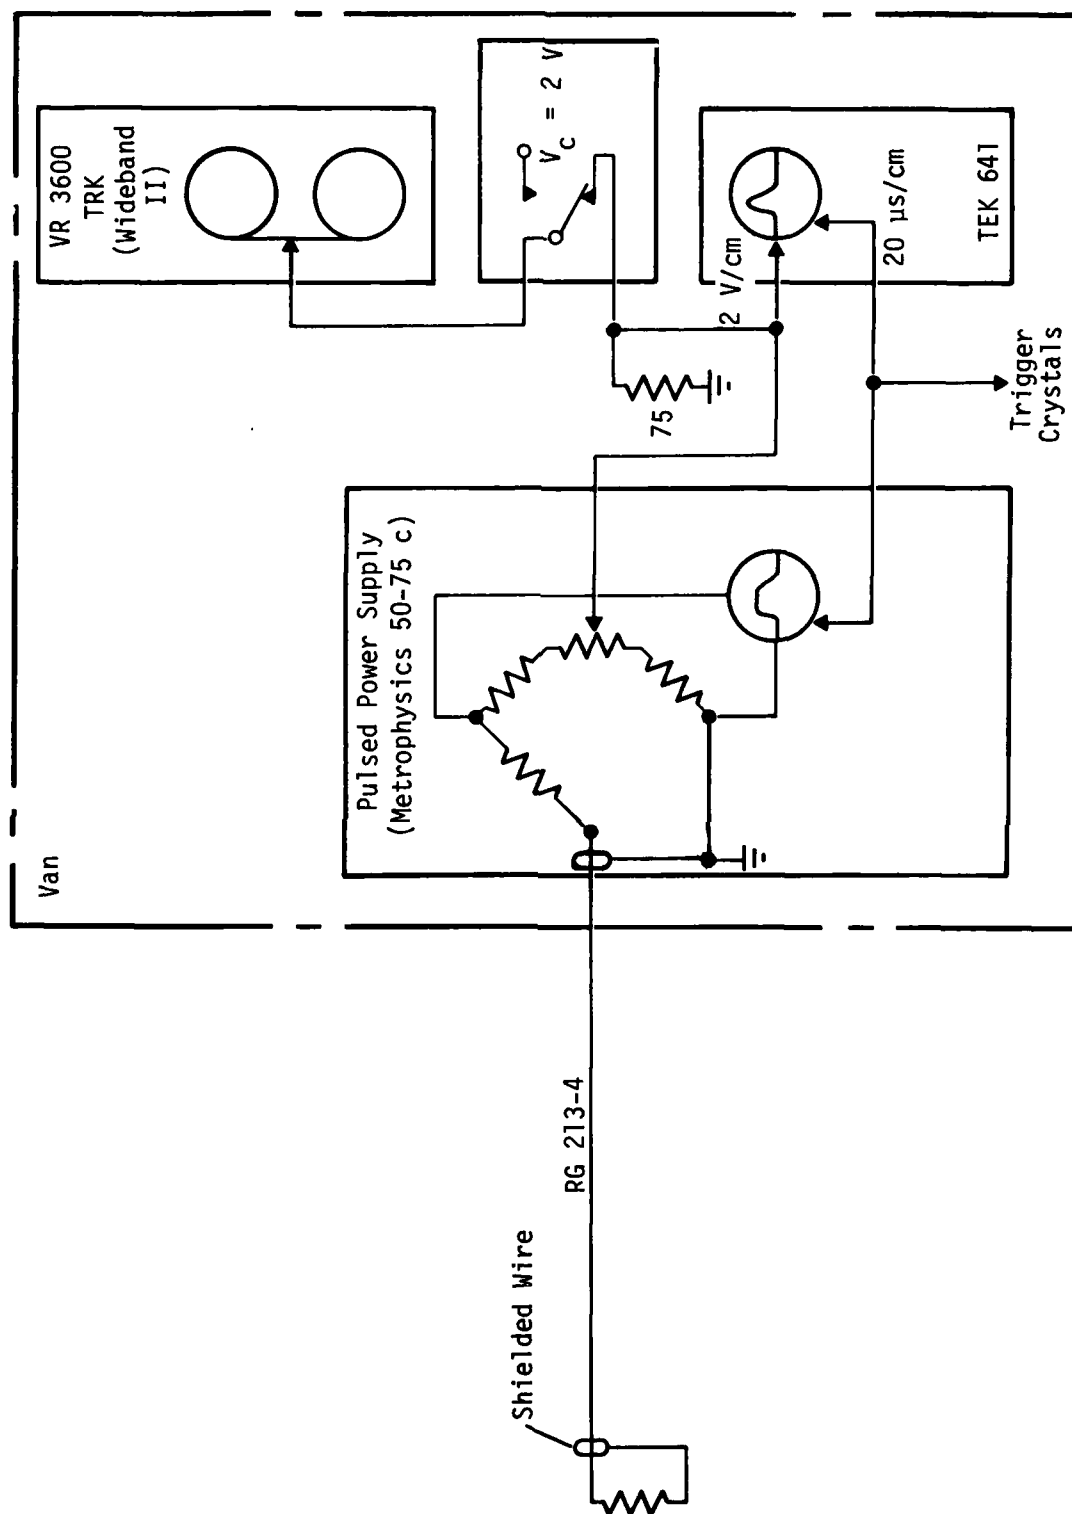 Van
VR 3600
TRK
(Wideband
II)
V_C = 2 V
Pulsed Power Supply
(Metrophysics 50-75 c)
75
2 V/cm
20 µs/cm
TEK 641
Trigger
Crystals
RG 213-4
Shielded Wire